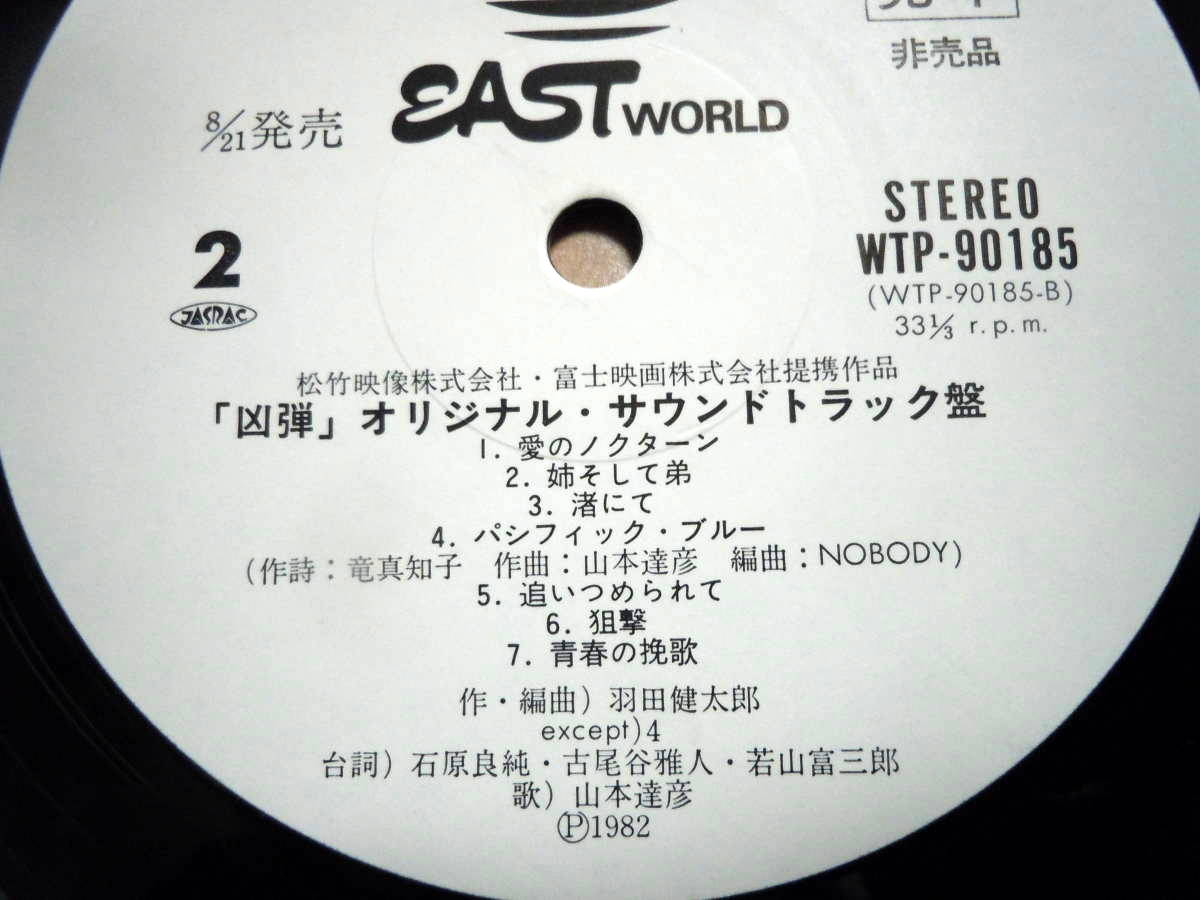 非売品
EAST WORLD
8/21発売
STEREO
WTP-90185
(WTP-90185-B)
33⅓ r.p.m.
2
JASRAC
松竹映像株式会社・富士映画株式会社提携作品
「凶弾」オリジナル・サウンドトラック盤
1. 愛のノクターン
2. 姉そして弟
3. 渚にて
4. パシフィック・ブルー
(作詩：竜真知子 作曲：山本達彦 編曲：NOBODY)
5. 追いつめられて
6. 狙撃
7. 青春の挽歌
作・編曲) 羽田健太郎
except) 4
台詞) 石原良純・古尾谷雅人・若山富三郎
歌) 山本達彦
Ⓟ1982